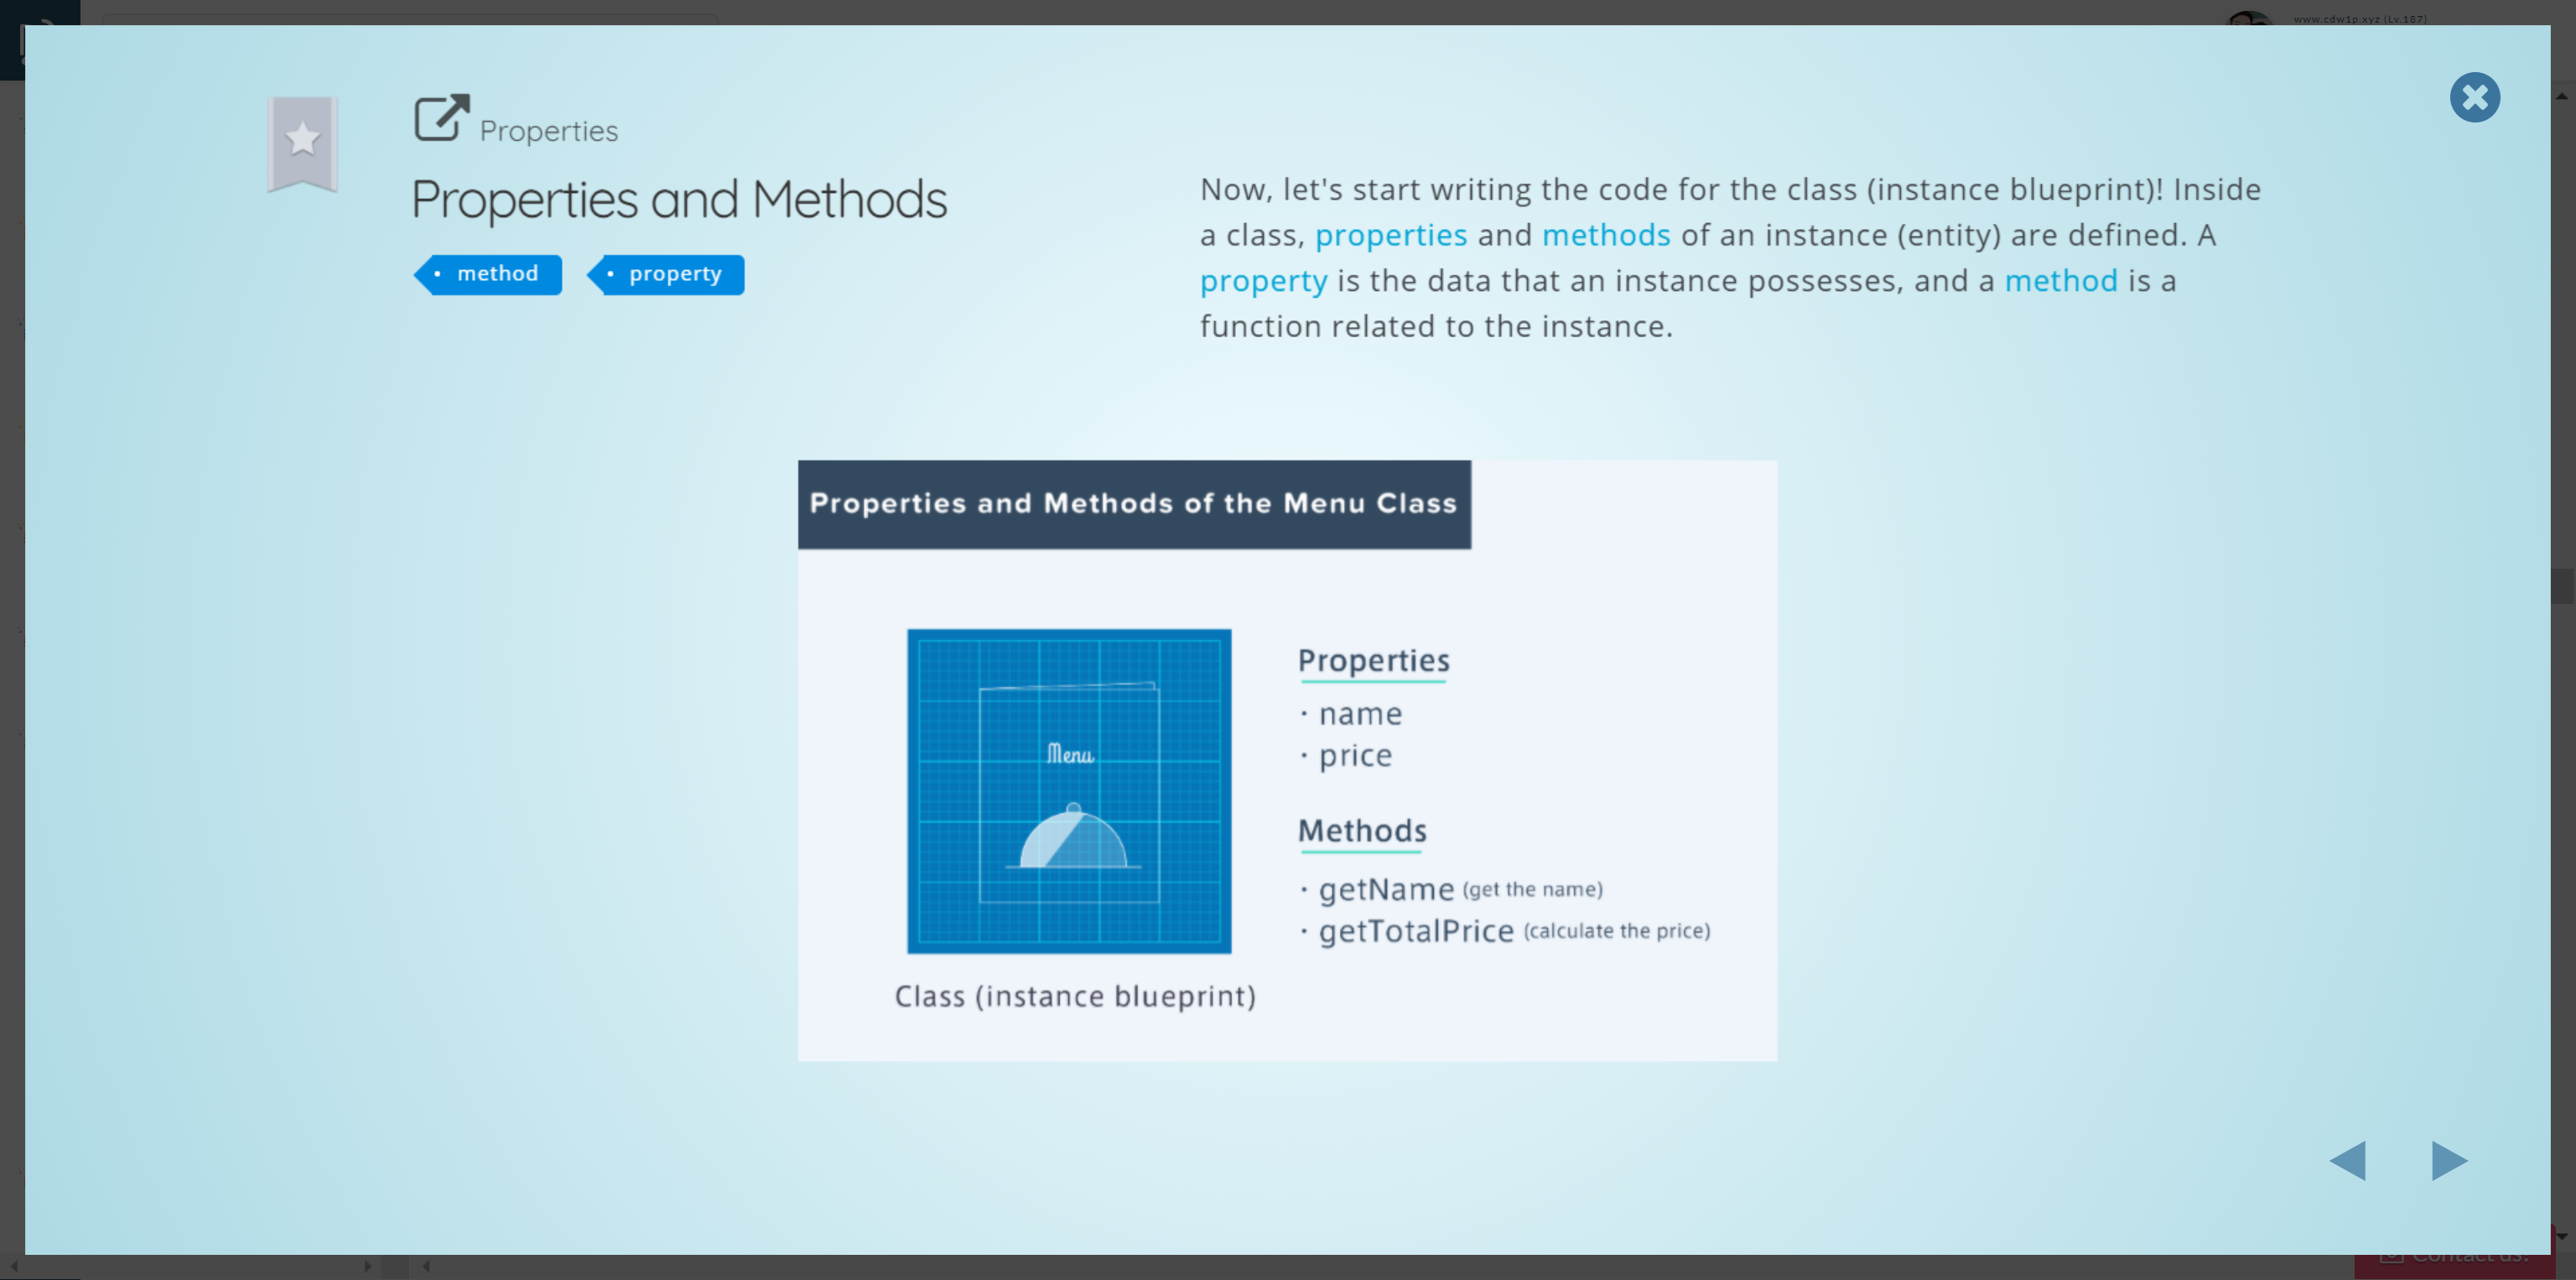 www.cdw1p.xyz (Lv.187)
Properties
Properties and Methods
• method
• property
Now, let's start writing the code for the class (instance blueprint)! Inside
a class, properties and methods of an instance (entity) are defined. A
property is the data that an instance possesses, and a method is a
function related to the instance.
Properties and Methods of the Menu Class
Menu
Class (instance blueprint)
Properties
· name
· price
Methods
· getName (get the name)
· getTotalPrice (calculate the price)
Contact us!